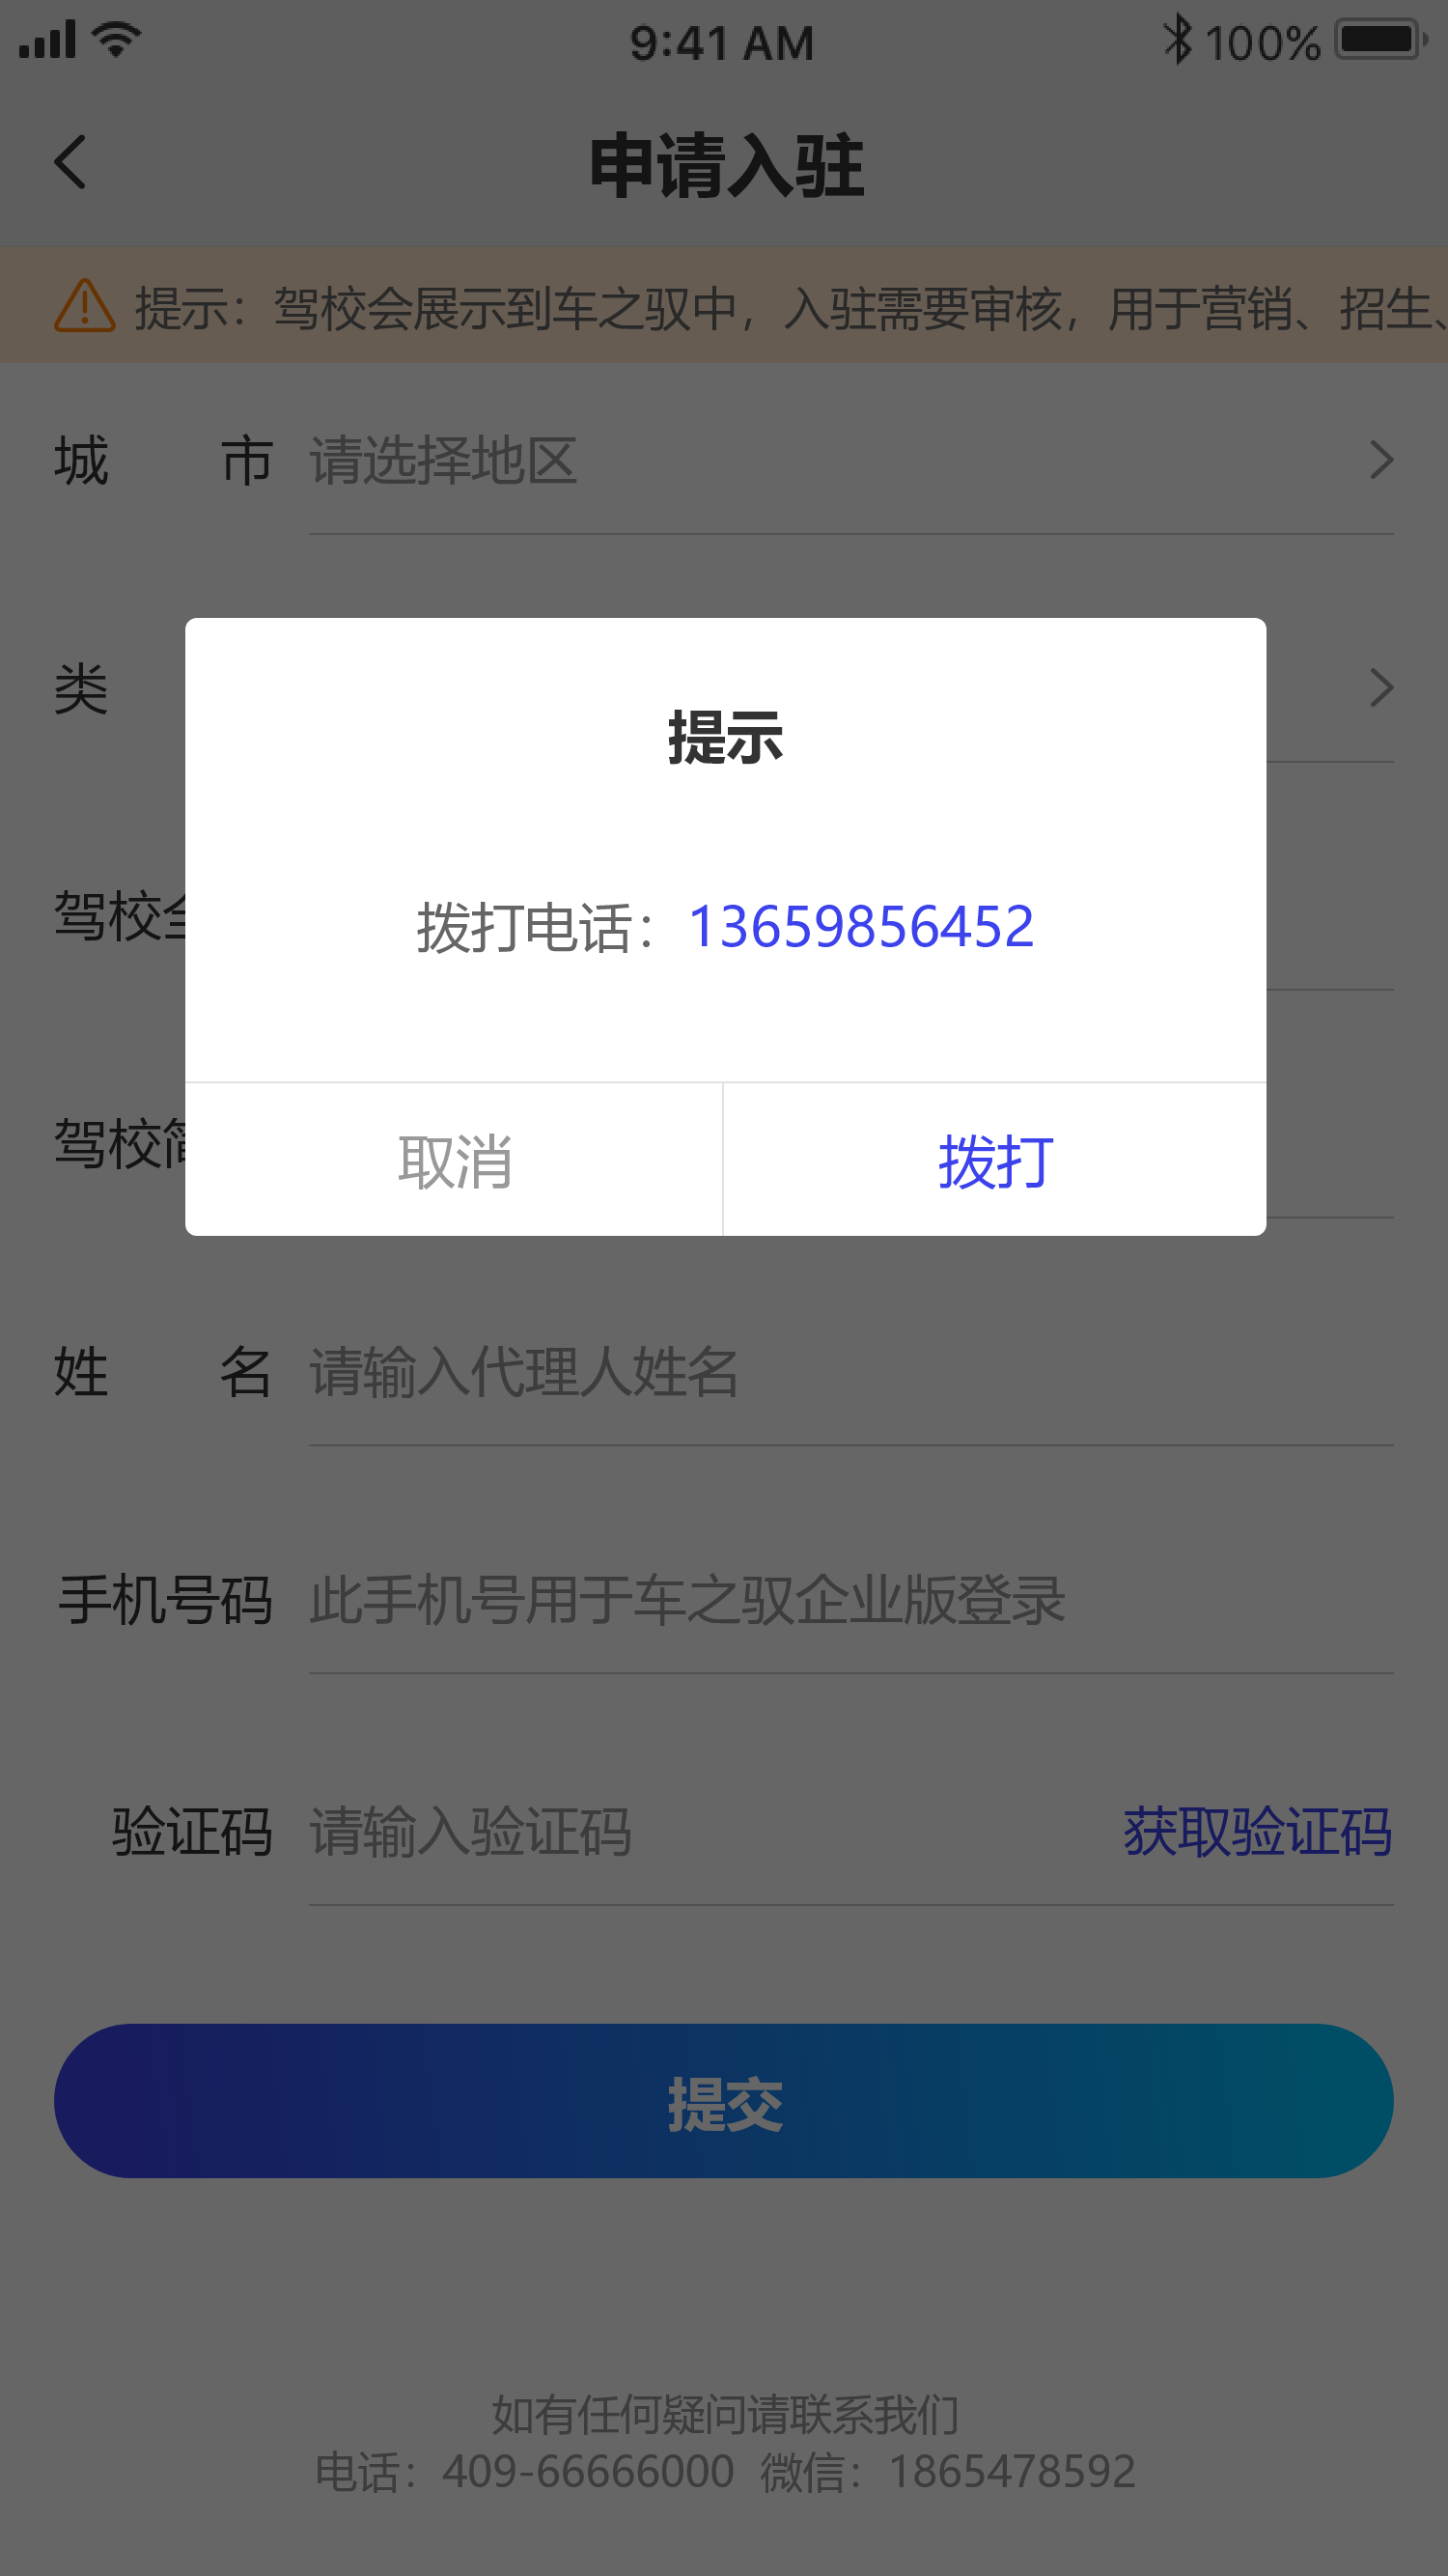 9:41 AM
100%
申请入驻
提示：驾校会展示到车之驭中，入驻需要审核，用于营销、招生、
城市 请选择地区
类
提示
驾校
拨打电话：13659856452
驾校
取消 拨打
姓名 请输入代理人姓名
手机号码 此手机号用于车之驭企业版登录
验证码 请输入验证码 获取验证码
提交
如有任何疑问请联系我们
电话：409-66666000 微信：1865478592